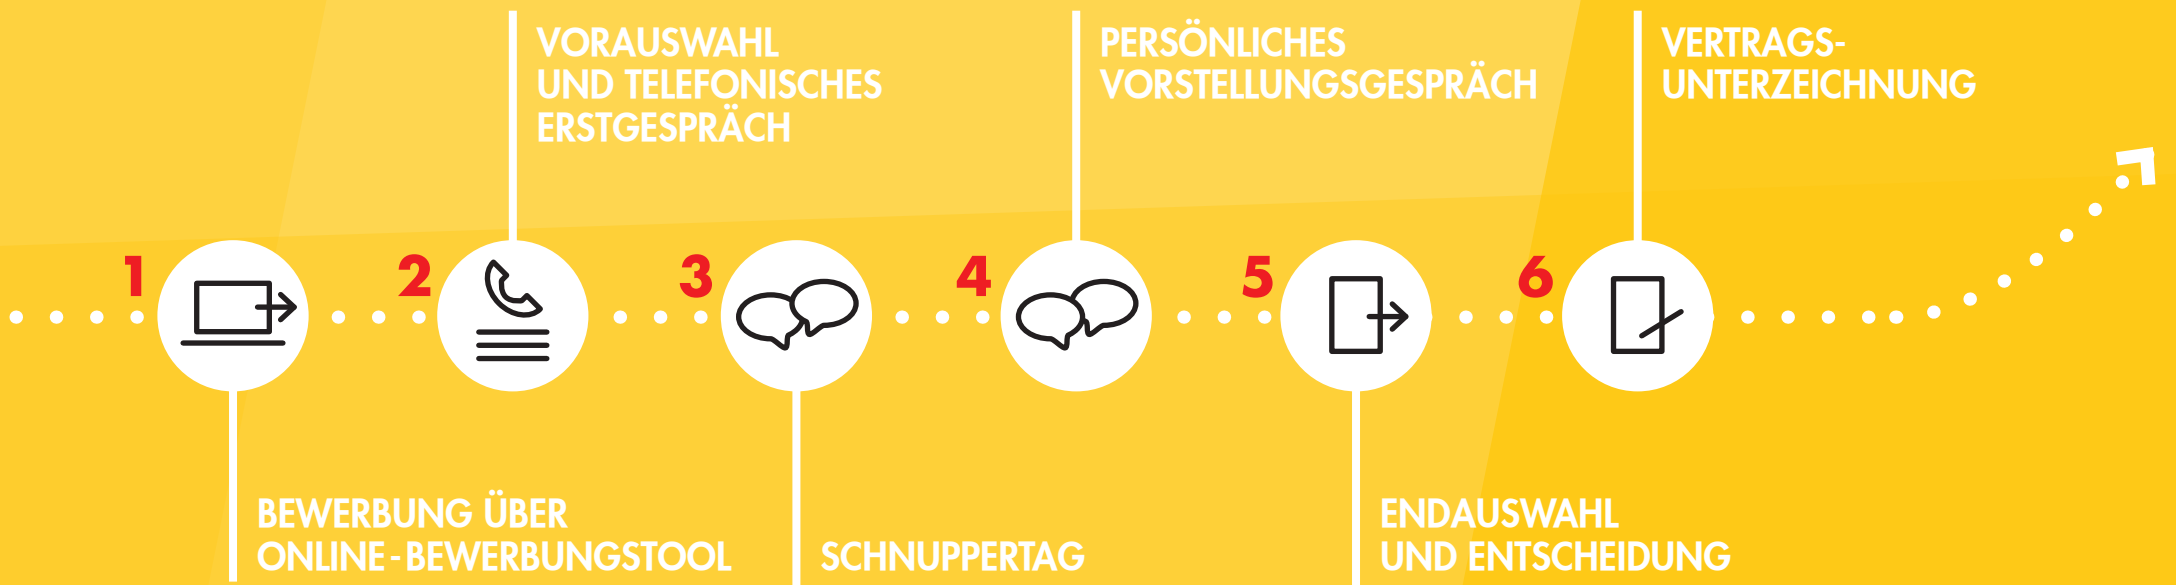 1
BEWERBUNG ÜBER
ONLINE-BEWERBUNGSTOOL
2
VORAUSWAHL
UND TELEFONISCHES
ERSTGESPRÄCH
3
SCHNUPPERTAG
4
PERSÖNLICHES
VORSTELLUNGSGESPRÄCH
5
ENDAUSWAHL
UND ENTSCHEIDUNG
6
VERTRAGS-
UNTERZEICHNUNG